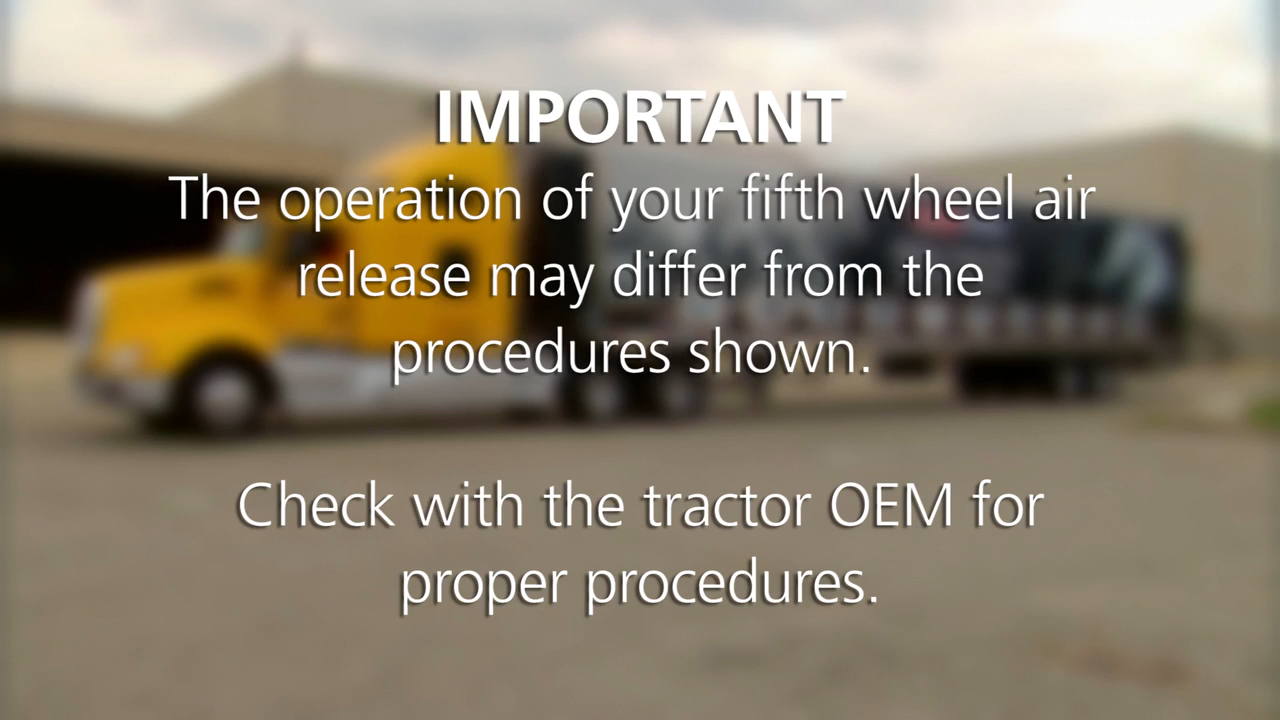 IMPORTANT
The operation of your fifth wheel air
release may differ from the
procedures shown.
Check with the tractor OEM for
proper procedures.